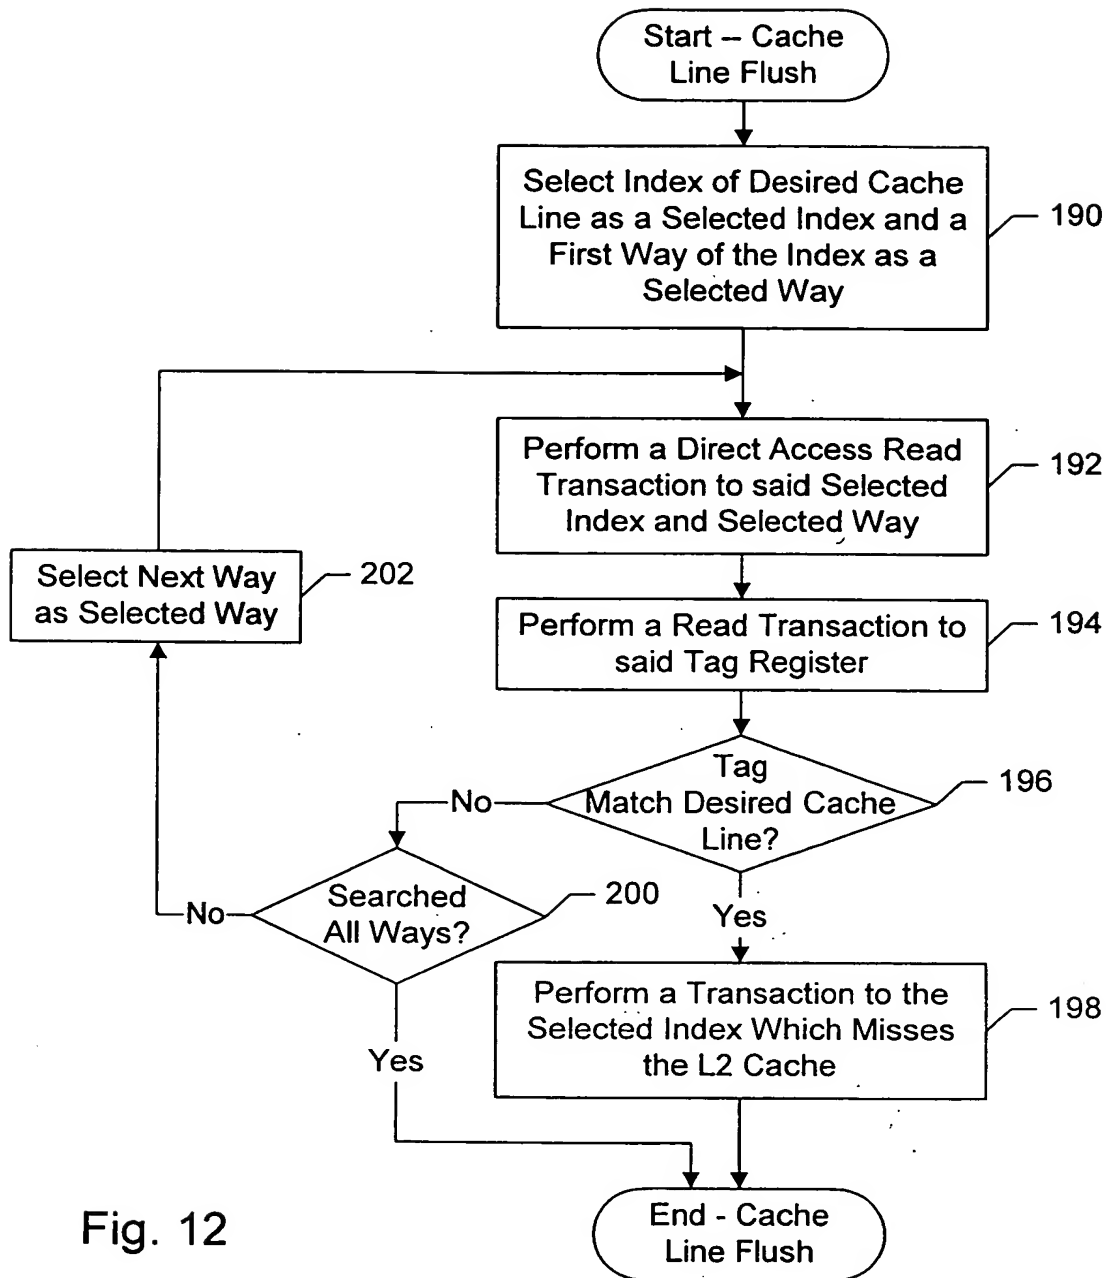 Start – Cache
Line Flush
Select Index of Desired Cache
Line as a Selected Index and a
First Way of the Index as a
Selected Way
190
Perform a Direct Access Read
Transaction to said Selected
Index and Selected Way
192
Select Next Way
as Selected Way
202
Perform a Read Transaction to
said Tag Register
194
Tag
Match Desired Cache
Line?
196
No
Searched
All Ways?
200
No
Yes
Perform a Transaction to the
Selected Index Which Misses
the L2 Cache
198
Yes
End - Cache
Line Flush
Fig. 12